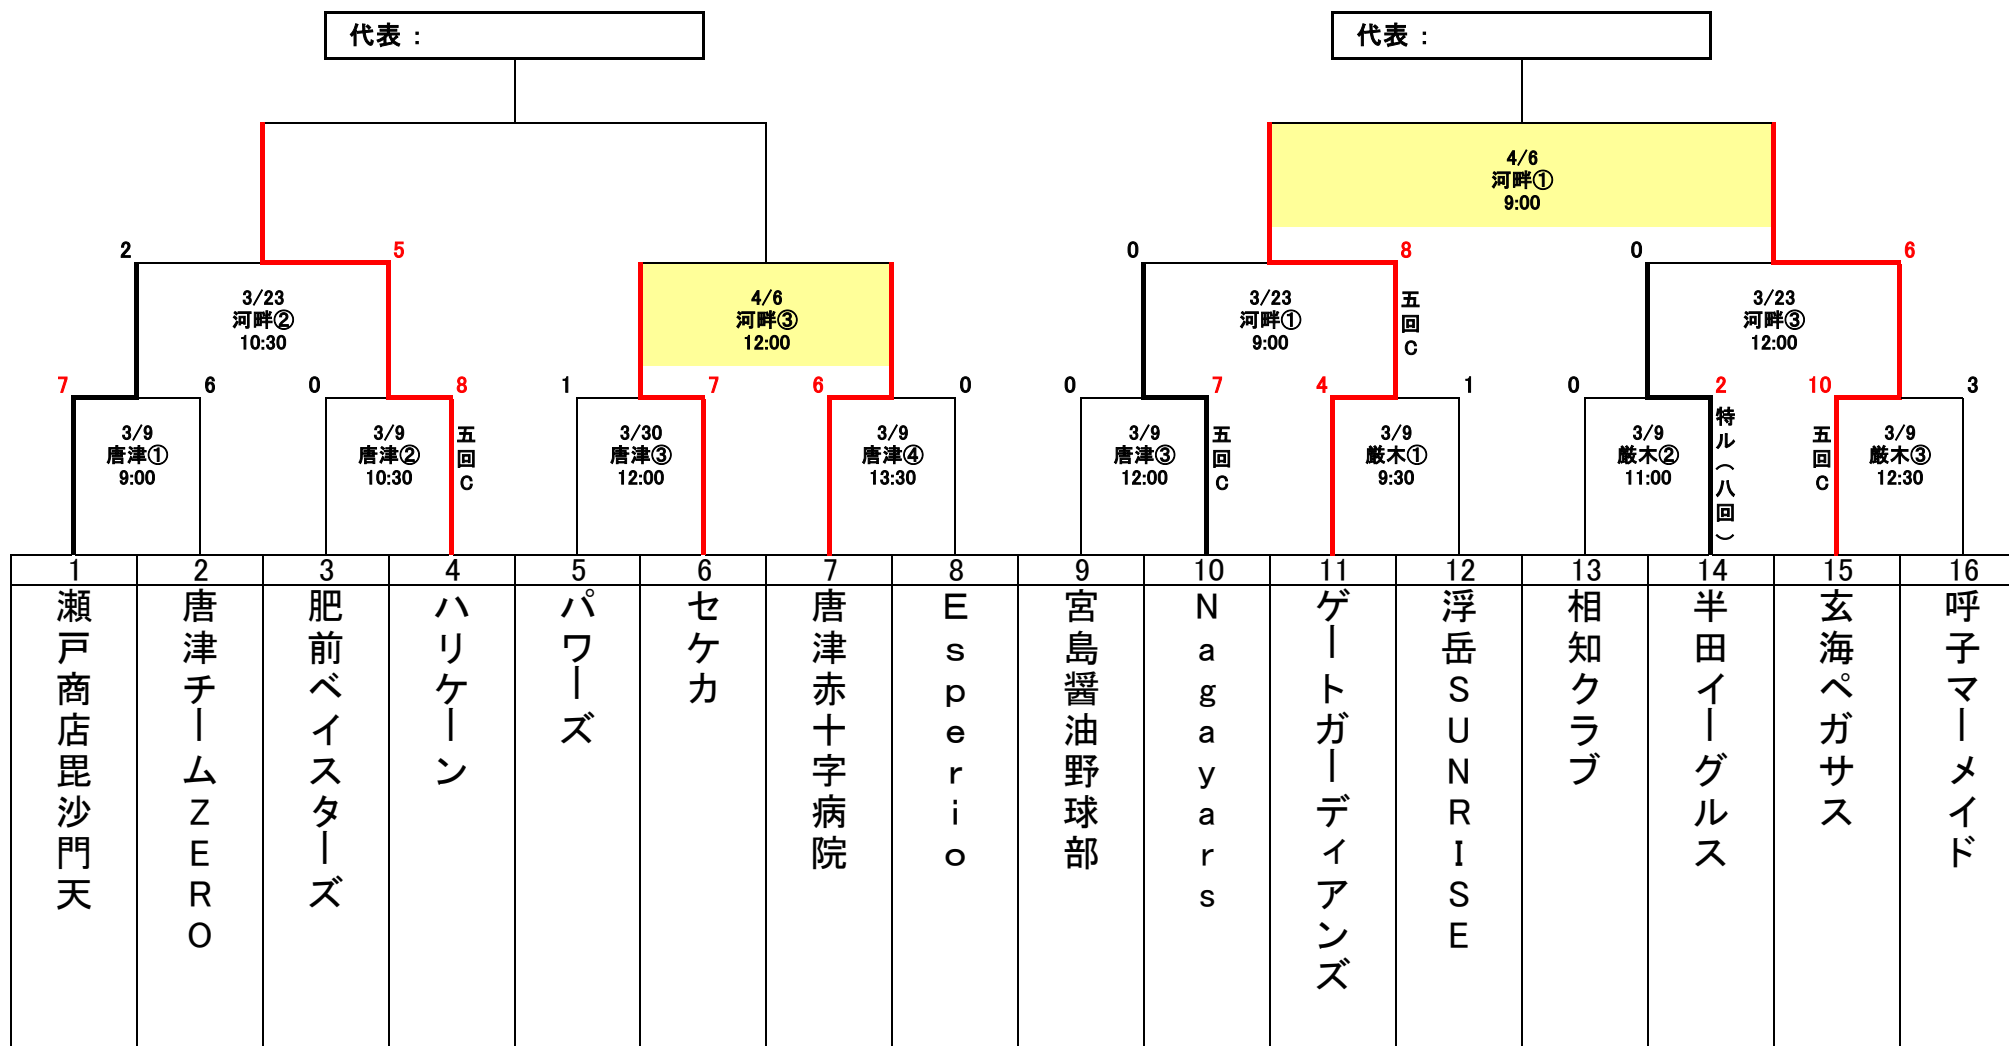 代表：
代表：
4/6
河畔①
9:00
2
5
0
8
0
6
3/23
河畔②
10:30
4/6
河畔③
12:00
3/23
河畔①
9:00
五回C
3/23
河畔③
12:00
7
6
0
8
1
7
6
0
0
7
4
1
0
2
10
3
3/9
唐津①
9:00
3/9
唐津②
10:30
五回C
3/30
唐津③
12:00
3/9
唐津④
13:30
3/9
唐津③
12:00
五回C
3/9
厳木①
9:30
3/9
厳木②
11:00
特ル（八回）
五回C
3/9
厳木③
12:30
1
2
3
4
5
6
7
8
9
10
11
12
13
14
15
16
瀬戸商店毘沙門天
唐津チームZERO
肥前ベイスターズ
ハリケーン
パワーズ
セケカ
唐津赤十字病院
Esperio
宮島醤油野球部
Nagayars
ゲートガーディアンズ
浮岳SUNRISE
相知クラブ
半田イーグルス
玄海ペガサス
呼子マーメイド